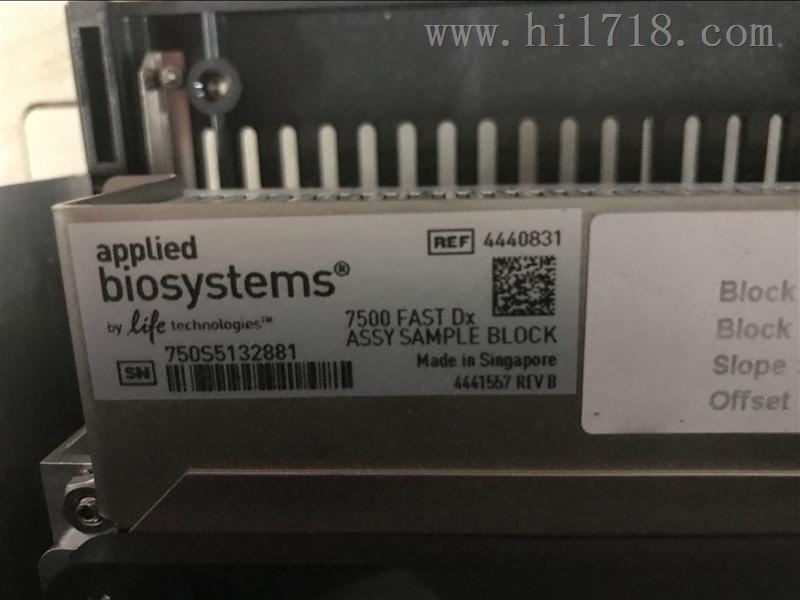 www.hi1718.com
applied
biosystems®
by life technologies™
REF 4440831
7500 FAST Dx
ASSY SAMPLE BLOCK
SN 750S5132881
Made in Singapore
4441557 REV B
Block
Block
Slope :
Offset